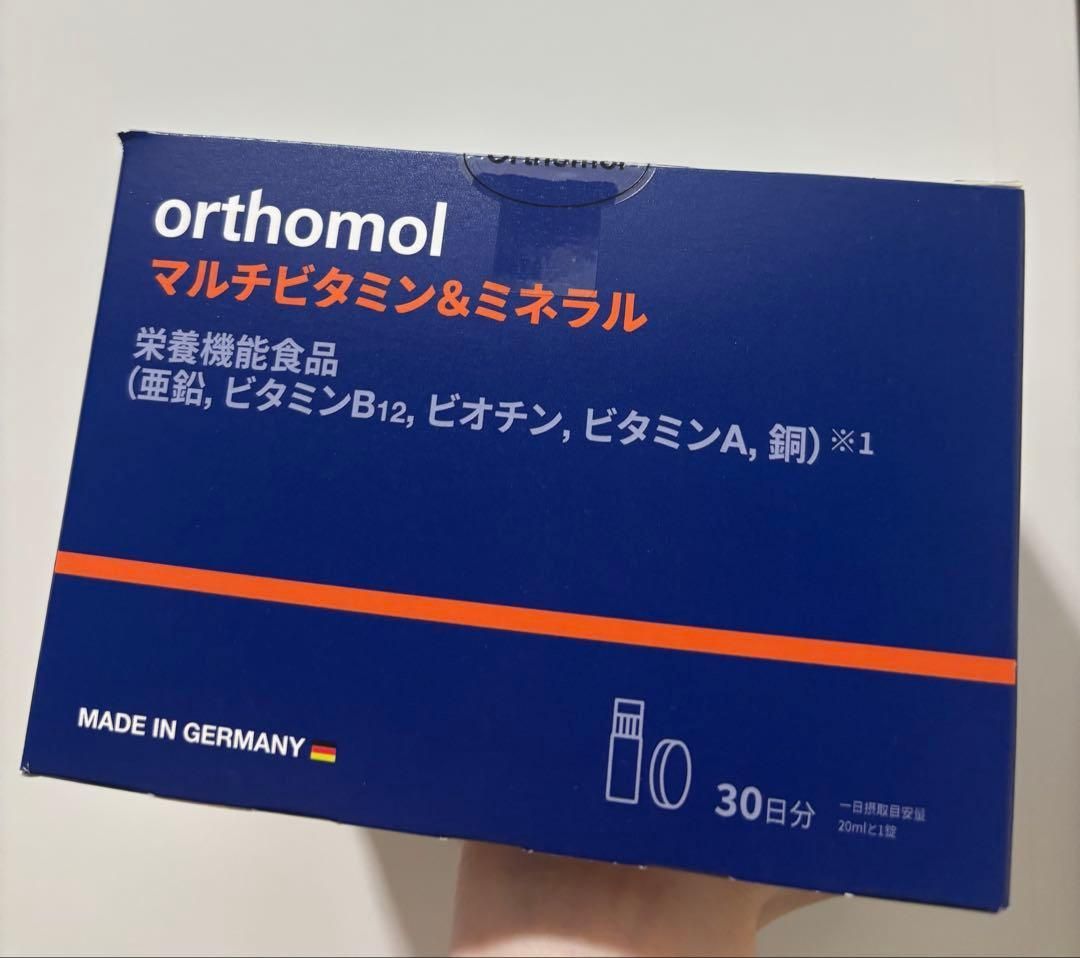 orthomol
orthomol
マルチビタミン&ミネラル
栄養機能食品
(亜鉛, ビタミンB12, ビオチン, ビタミンA, 銅) ※1
MADE IN GERMANY
30日分
一日摂取目安量
20mlと1錠